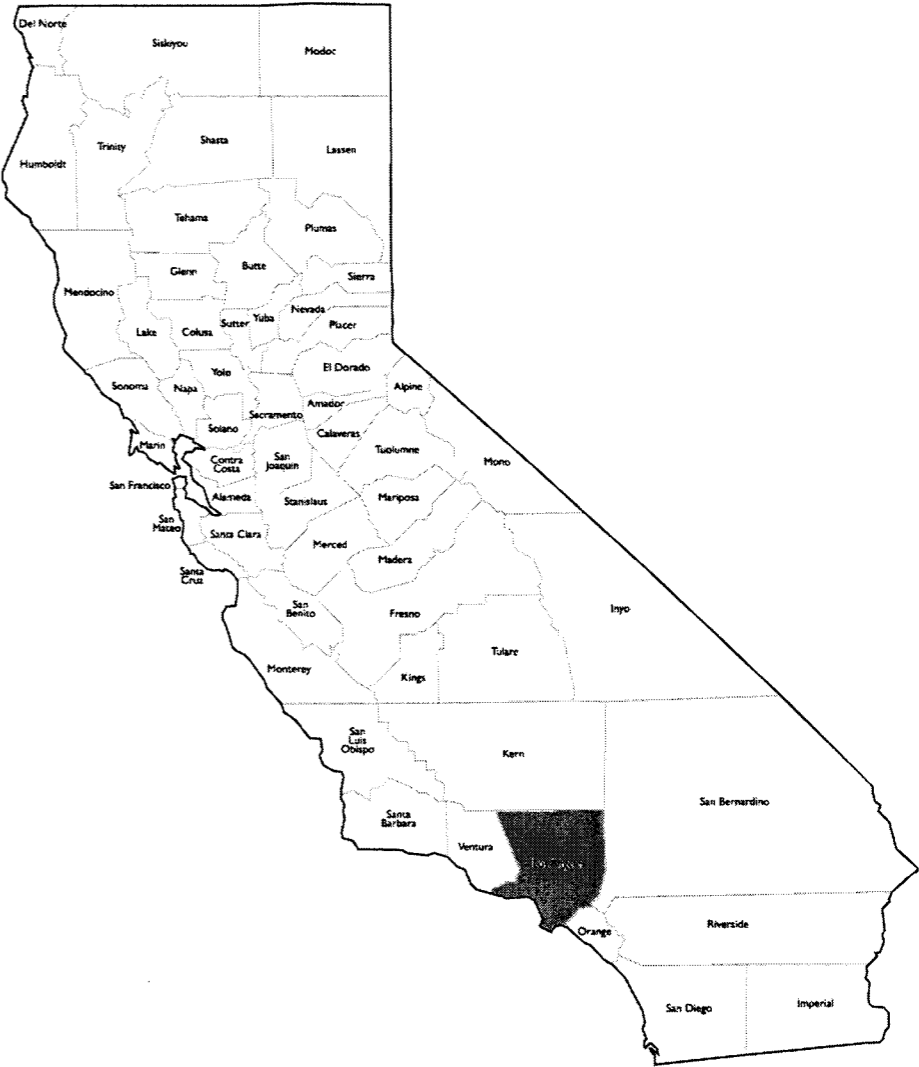 Del Norte
Siskiyou
Modoc
Humboldt
Trinity
Shasta
Lassen
Tehama
Plumas
Mendocino
Glenn
Butte
Sierra
Lake
Colusa
Sutter
Yuba
Nevada
Placer
Sonoma
Napa
Yolo
El Dorado
Alpine
Sacramento
Amador
Solano
Calaveras
Marin
Contra
Costa
San
Joaquin
Tuolumne
Mono
San Francisco
Alameda
Stanislaus
Mariposa
San
Mateo
Santa Clara
Merced
Madera
Santa
Cruz
San
Benito
Fresno
Inyo
Monterey
Kings
Tulare
San
Luis
Obispo
Kern
San Bernardino
Santa
Barbara
Ventura
Orange
Riverside
San Diego
Imperial